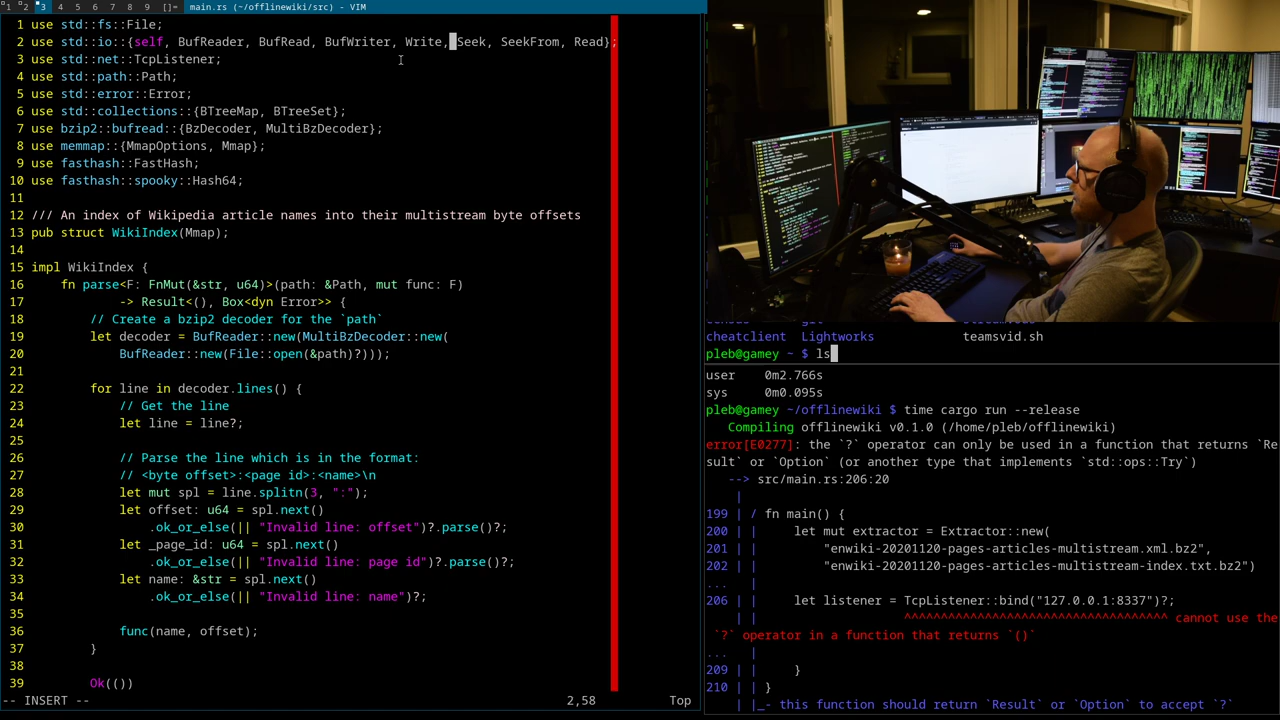 1 2 3 4 5 6 7 8 9 []= main.rs (~/offlinewiki/src) - VIM
1 use std::fs::File;
2 use std::io::{self, BufReader, BufRead, BufWriter, Write, Seek, SeekFrom, Read};
3 use std::net::TcpListener;
4 use std::path::Path;
5 use std::error::Error;
6 use std::collections::{BTreeMap, BTreeSet};
7 use bzip2::bufread::{BzDecoder, MultiBzDecoder};
8 use memmap::{MmapOptions, Mmap};
9 use fasthash::FastHash;
10 use fasthash::spooky::Hash64;
11
12 /// An index of Wikipedia article names into their multistream byte offsets
13 pub struct WikiIndex(Mmap);
14
15 impl WikiIndex {
16     fn parse<F: FnMut(&str, u64)>(path: &Path, mut func: F)
17             -> Result<(), Box<dyn Error>> {
18         // Create a bzip2 decoder for the `path`
19         let decoder = BufReader::new(MultiBzDecoder::new(
20             BufReader::new(File::open(&path)?)));
21
22         for line in decoder.lines() {
23             // Get the line
24             let line = line?;
25
26             // Parse the line which is in the format:
27             // <byte offset>:<page id>:<name>\n
28             let mut spl = line.splitn(3, ":");
29             let offset: u64 = spl.next()
30                 .ok_or_else(|| "Invalid line: offset")?.parse()?;
31             let _page_id: u64 = spl.next()
32                 .ok_or_else(|| "Invalid line: page id")?.parse()?;
33             let name: &str = spl.next()
34                 .ok_or_else(|| "Invalid line: name")?;
35
36             func(name, offset);
37         }
38
39         Ok(())
-- INSERT -- 2,58 Top
cheatclient Lightworks teamsvid.sh
pleb@gamey ~ $ ls
user 0m2.766s
sys 0m0.095s
pleb@gamey ~/offlinewiki $ time cargo run --release
Compiling offlinewiki v0.1.0 (/home/pleb/offlinewiki)
error[E0277]: the `?` operator can only be used in a function that returns `Re
sult` or `Option` (or another type that implements `std::ops::Try`)
--> src/main.rs:206:20
|
199 | / fn main() {
200 | |     let mut extractor = Extractor::new(
201 | |         "enwiki-20201120-pages-articles-multistream.xml.bz2",
202 | |         "enwiki-20201120-pages-articles-multistream-index.txt.bz2")
... |
206 | |     let listener = TcpListener::bind("127.0.0.1:8337")?;
| | ^^^^^^^^^^^^^^^^^^^^^^^^^^^^^^^^^^^^ cannot use the
`?` operator in a function that returns `()`
... |
209 | |     }
210 | | }
| |_- this function should return `Result` or `Option` to accept `?`